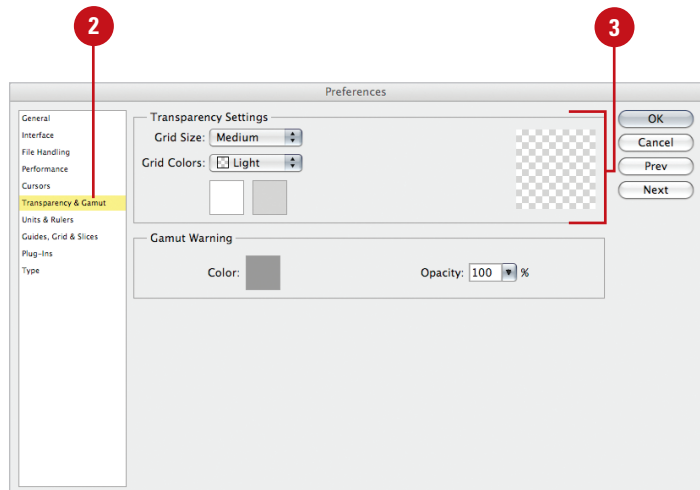 2
3
Preferences
General
Interface
File Handling
Performance
Cursors
Transparency & Gamut
Units & Rulers
Guides, Grid & Slices
Plug-Ins
Type
Transparency Settings
Grid Size: Medium
Grid Colors: Light
Gamut Warning
Color:
Opacity: 100 %
OK
Cancel
Prev
Next